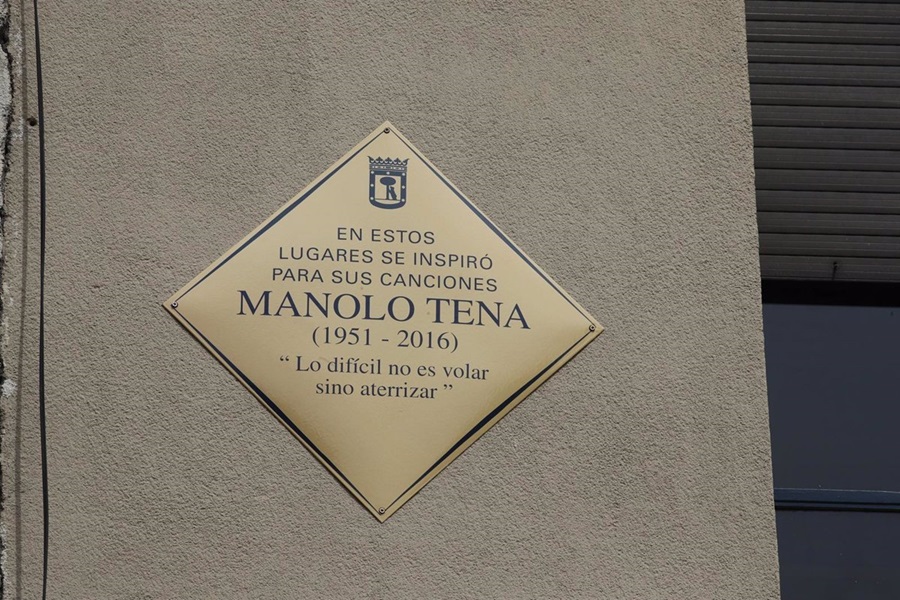 EN ESTOS
LUGARES SE INSPIRÓ
PARA SUS CANCIONES
MANOLO TENA
(1951 - 2016)
“ Lo difícil no es volar
sino aterrizar ”